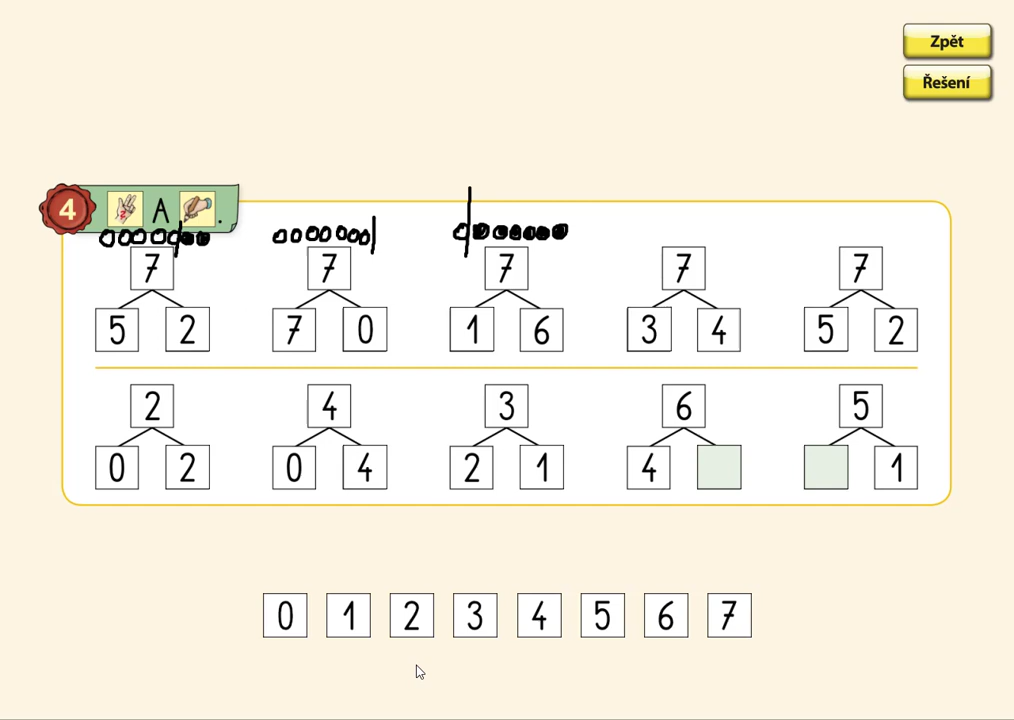 Zpět
Řešení
4 2 A .
7 7 7 7 7
5 2 7 0 1 6 3 4 5 2
2 4 3 6 5
0 2 0 4 2 1 4 1
0 1 2 3 4 5 6 7